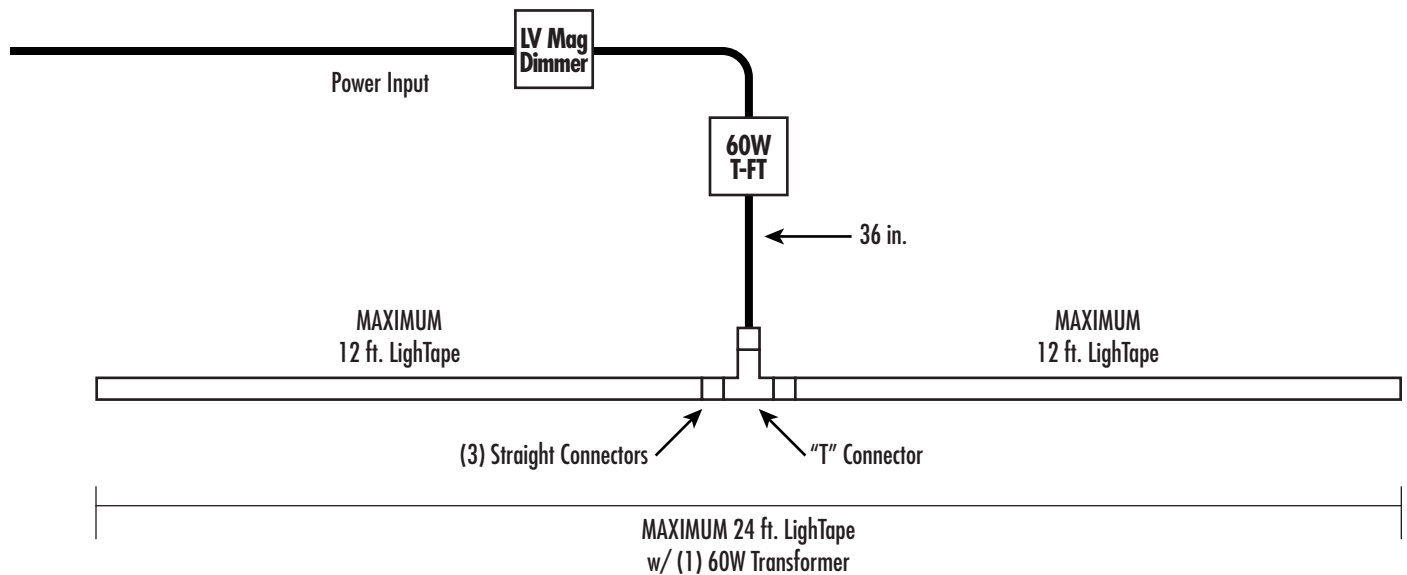 LV Mag
Dimmer
Power Input
60W
T-FT
36 in.
MAXIMUM
12 ft. LighTape
MAXIMUM
12 ft. LighTape
(3) Straight Connectors
“T” Connector
MAXIMUM 24 ft. LighTape
w/ (1) 60W Transformer